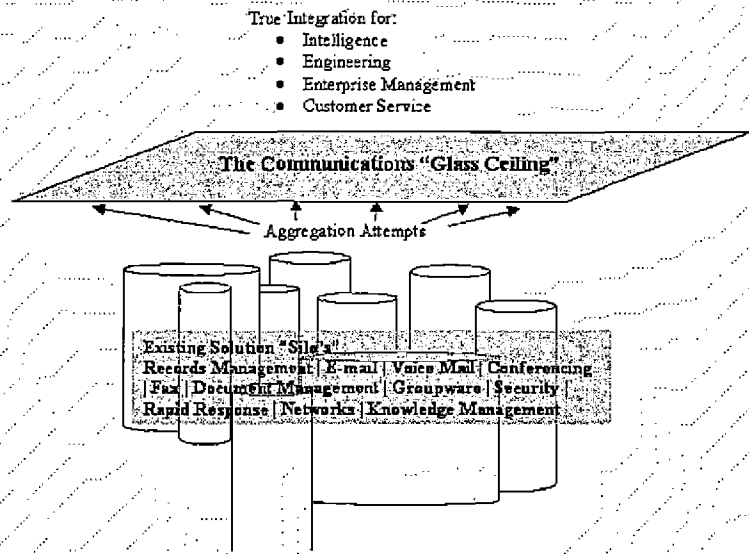 True Integration for:
• Intelligence
• Engineering
• Enterprise Management
• Customer Service
The Communications "Glass Ceiling"
Aggregation Attempts
Existing Solution "Silo's"
Records Management | E-mail | Voice Mail | Conferencing
| Fax | Document Management | Groupware | Security |
Rapid Response | Networks | Knowledge Management